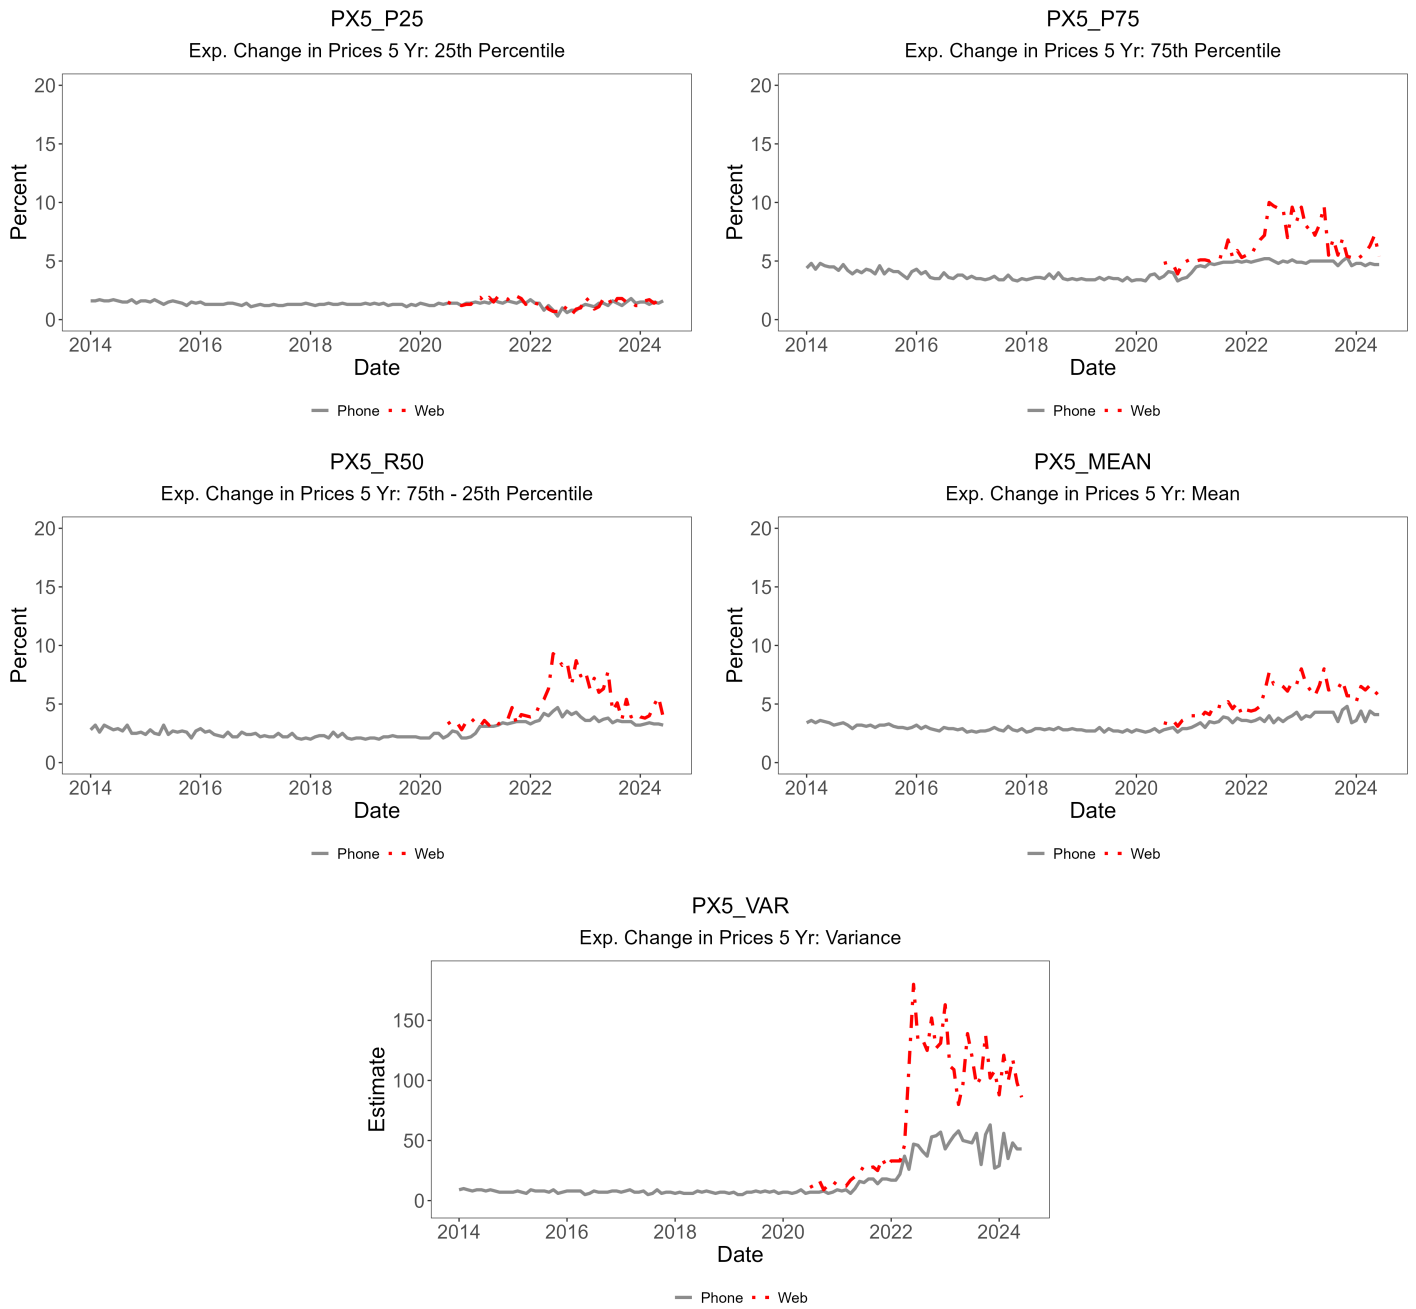 PX5_P25
Exp. Change in Prices 5 Yr: 25th Percentile
Percent
20
15
10
5
0
2014 2016 2018 2020 2022 2024
Date
Phone Web
PX5_P75
Exp. Change in Prices 5 Yr: 75th Percentile
Percent
20
15
10
5
0
2014 2016 2018 2020 2022 2024
Date
Phone Web
PX5_R50
Exp. Change in Prices 5 Yr: 75th - 25th Percentile
Percent
20
15
10
5
0
2014 2016 2018 2020 2022 2024
Date
Phone Web
PX5_MEAN
Exp. Change in Prices 5 Yr: Mean
Percent
20
15
10
5
0
2014 2016 2018 2020 2022 2024
Date
Phone Web
PX5_VAR
Exp. Change in Prices 5 Yr: Variance
Estimate
150
100
50
0
2014 2016 2018 2020 2022 2024
Date
Phone Web